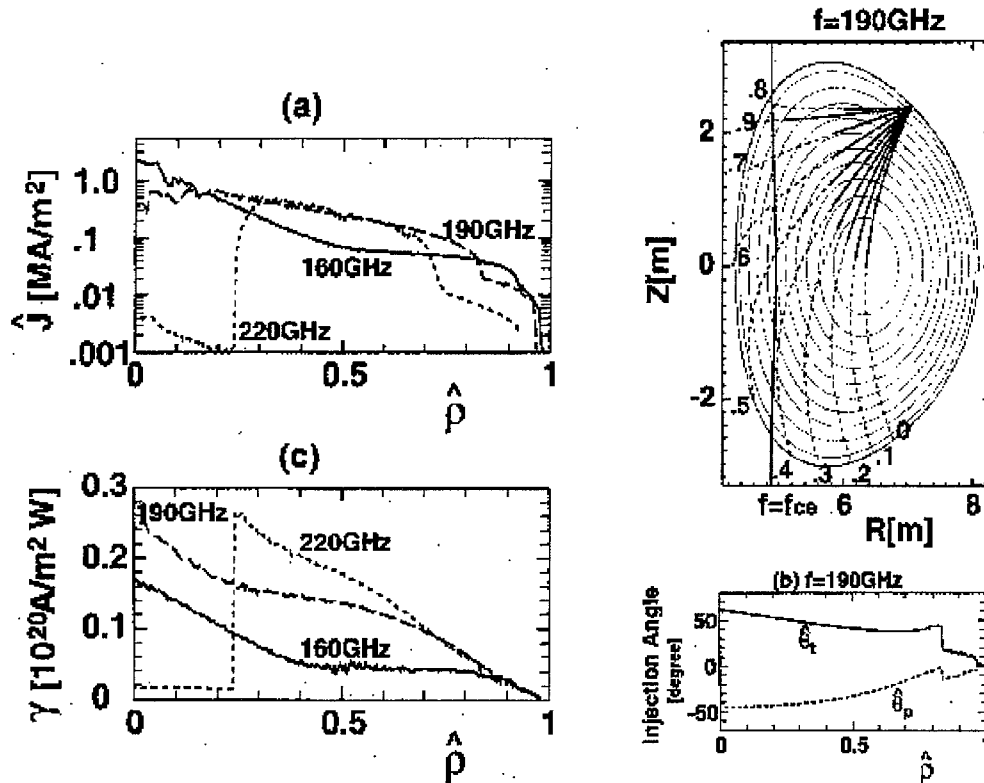 (a)
Ĵ [MA/m²]
1.0
.1
.01
.001
190GHz
160GHz
220GHz
0
0.5
1
ρ̂
(c)
γ [10²⁰A/m² W]
0.3
0.2
0.1
0
190GHz
220GHz
160GHz
0
0.5
1
ρ̂
f=190GHz
Z[m]
2
0
-2
.8
.9
.7
.6
.5
.4
.3
.2
.1
0
f=fce
6
8
R[m]
(b) f=190GHz
Injection Angle
[degree]
50
0
-50
θ̂t
θ̂p
0
0.5
1
ρ̂